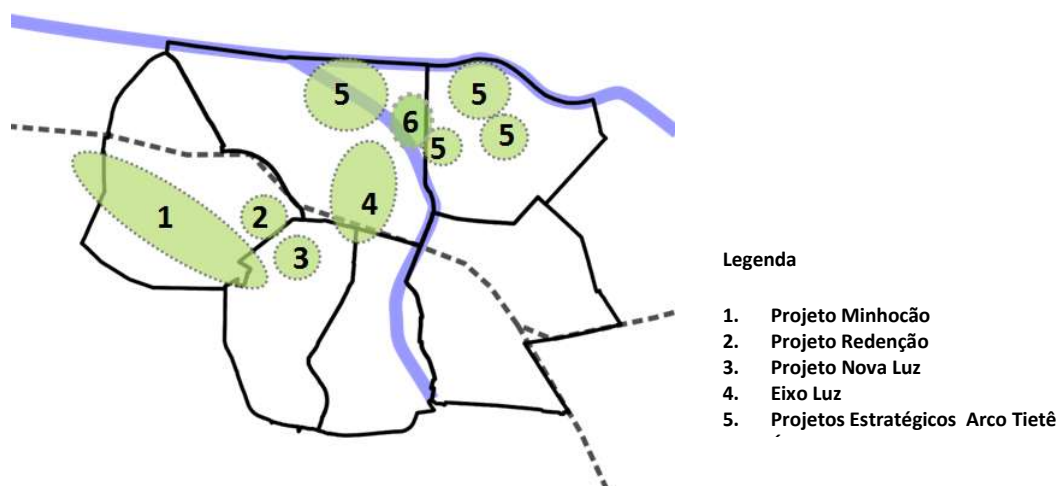 5
5
6
5
5
1
2
4
3
Legenda
1. Projeto Minhocão
2. Projeto Redenção
3. Projeto Nova Luz
4. Eixo Luz
5. Projetos Estratégicos Arco Tietê